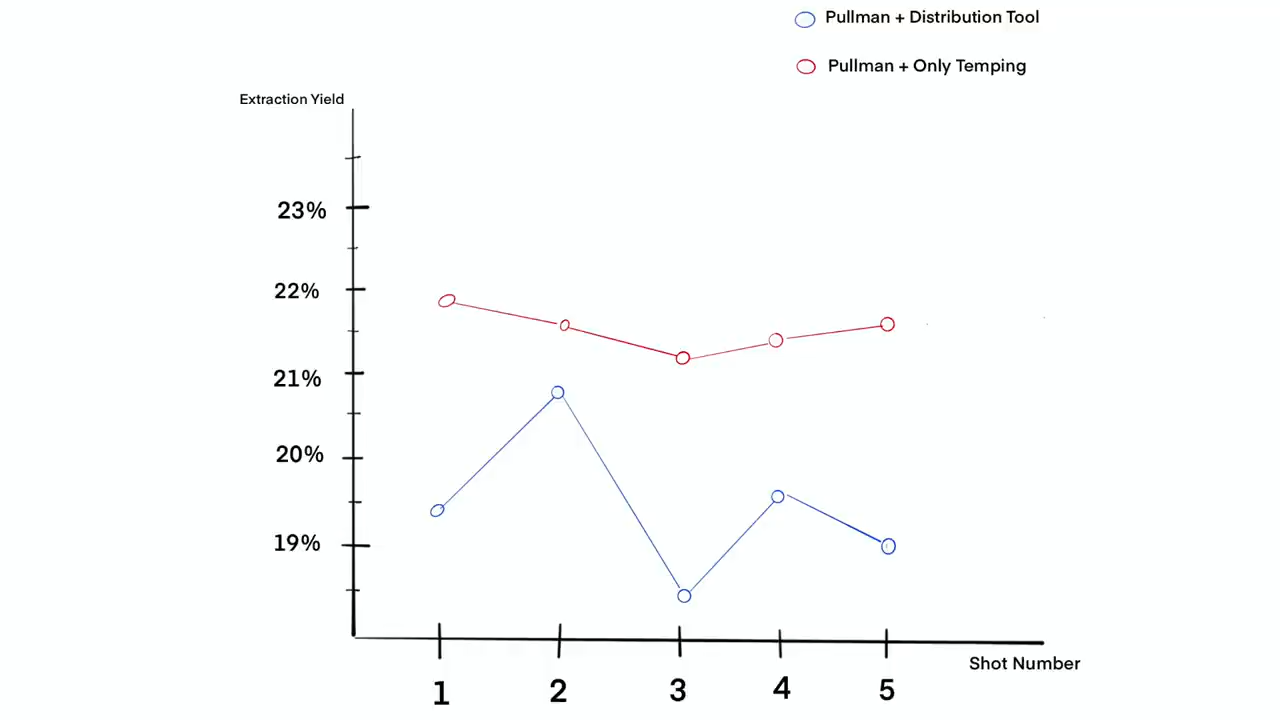 Pullman + Distribution Tool
Pullman + Only Temping
Extraction Yield
23%
22%
21%
20%
19%
Shot Number
1 2 3 4 5